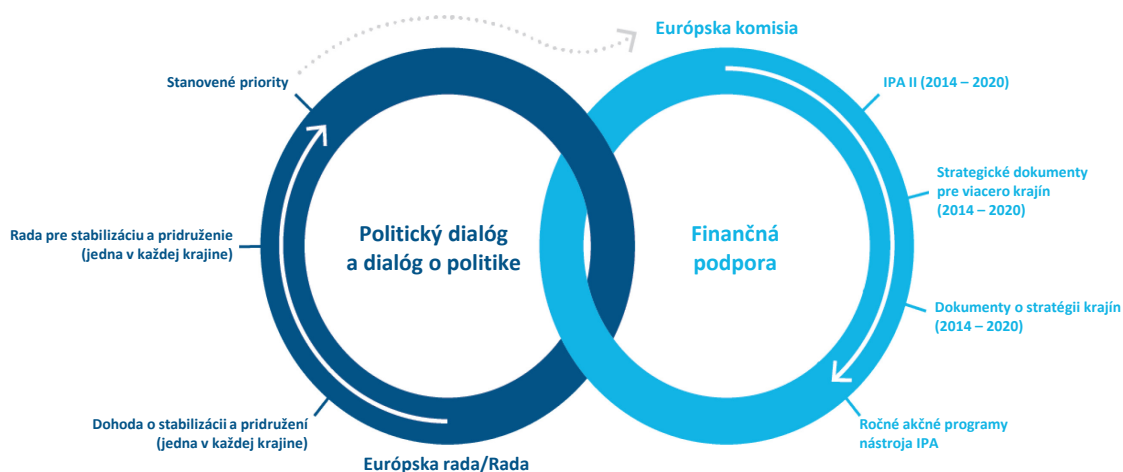 Európska komisia
Stanovené priority
IPA II (2014 – 2020)
Strategické dokumenty
pre viacero krajín
(2014 – 2020)
Rada pre stabilizáciu a pridruženie
(jedna v každej krajine)
Politický dialóg
a dialóg o politike
Finančná
podpora
Dokumenty o stratégii krajín
(2014 – 2020)
Dohoda o stabilizácii a pridružení
(jedna v každej krajine)
Ročné akčné programy
nástroja IPA
Európska rada/Rada